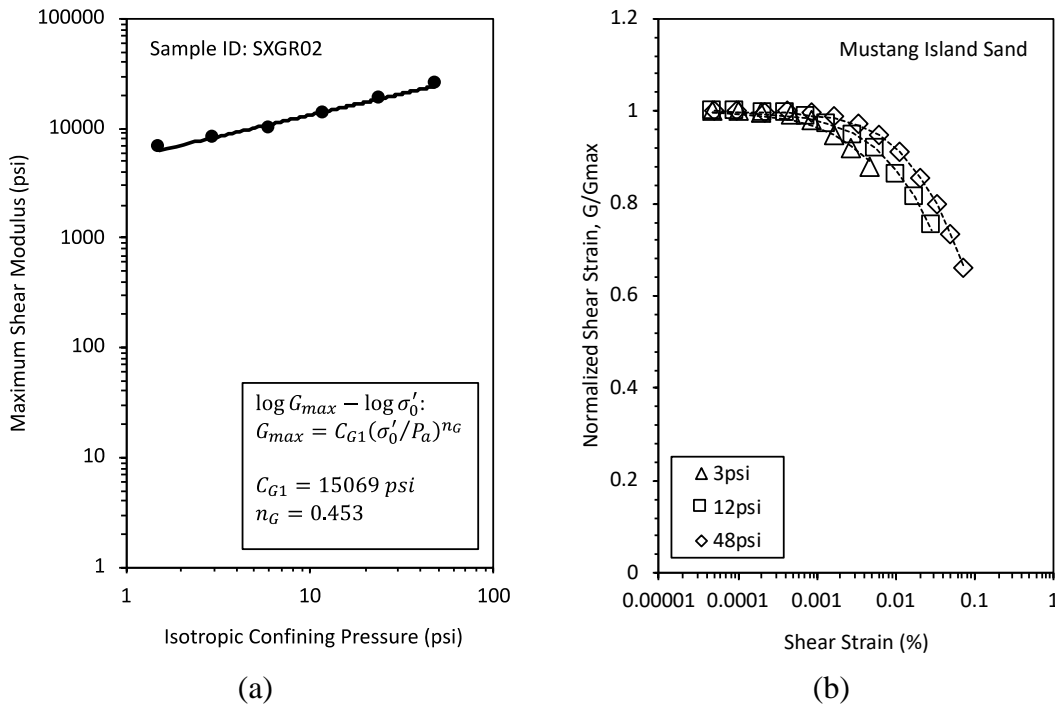 Sample ID: SXGR02
100000
10000
1000
100
10
1
1
10
100
Maximum Shear Modulus (psi)
Isotropic Confining Pressure (psi)
log G_max − log σ′_0:
G_max = C_G1(σ′_0/P_a)^n_G
C_G1 = 15069 psi
n_G = 0.453
(a)
Mustang Island Sand
1.2
1
0.8
0.6
0.4
0.2
0
0.00001
0.0001
0.001
0.01
0.1
1
Normalized Shear Strain, G/Gmax
Shear Strain (%)
3psi
12psi
48psi
(b)